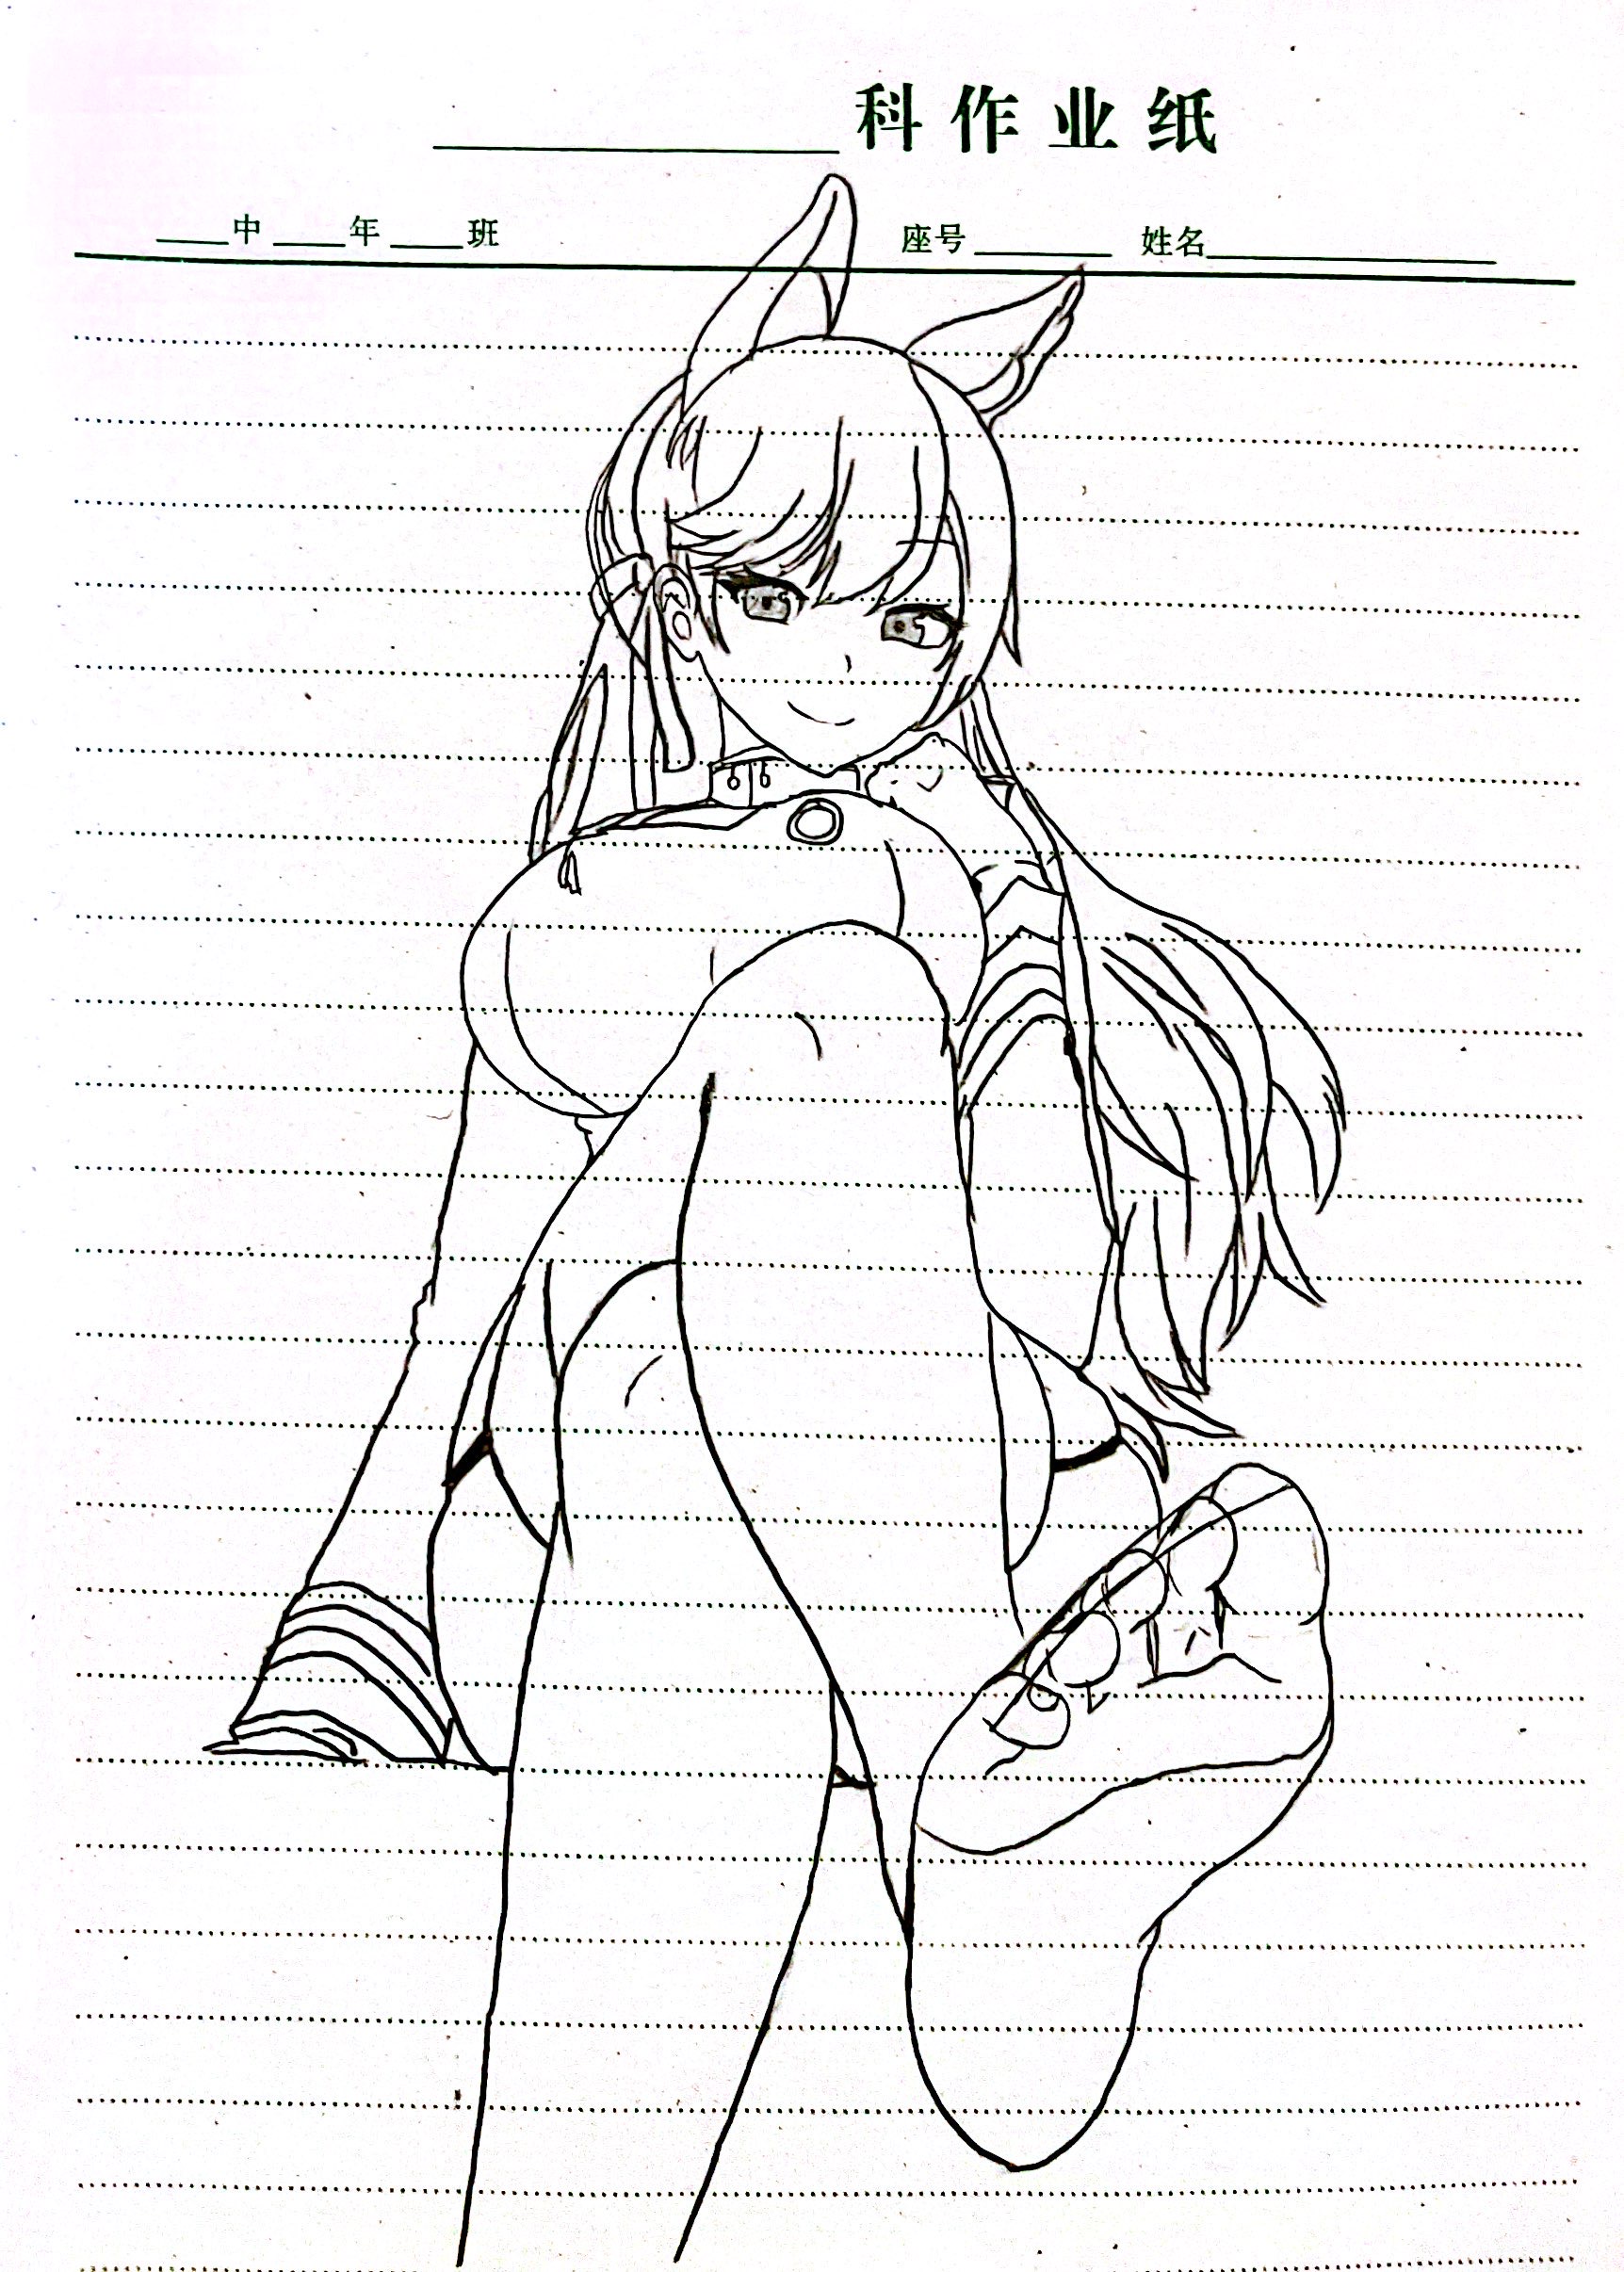 科作业纸
中 年 班 座号 姓名